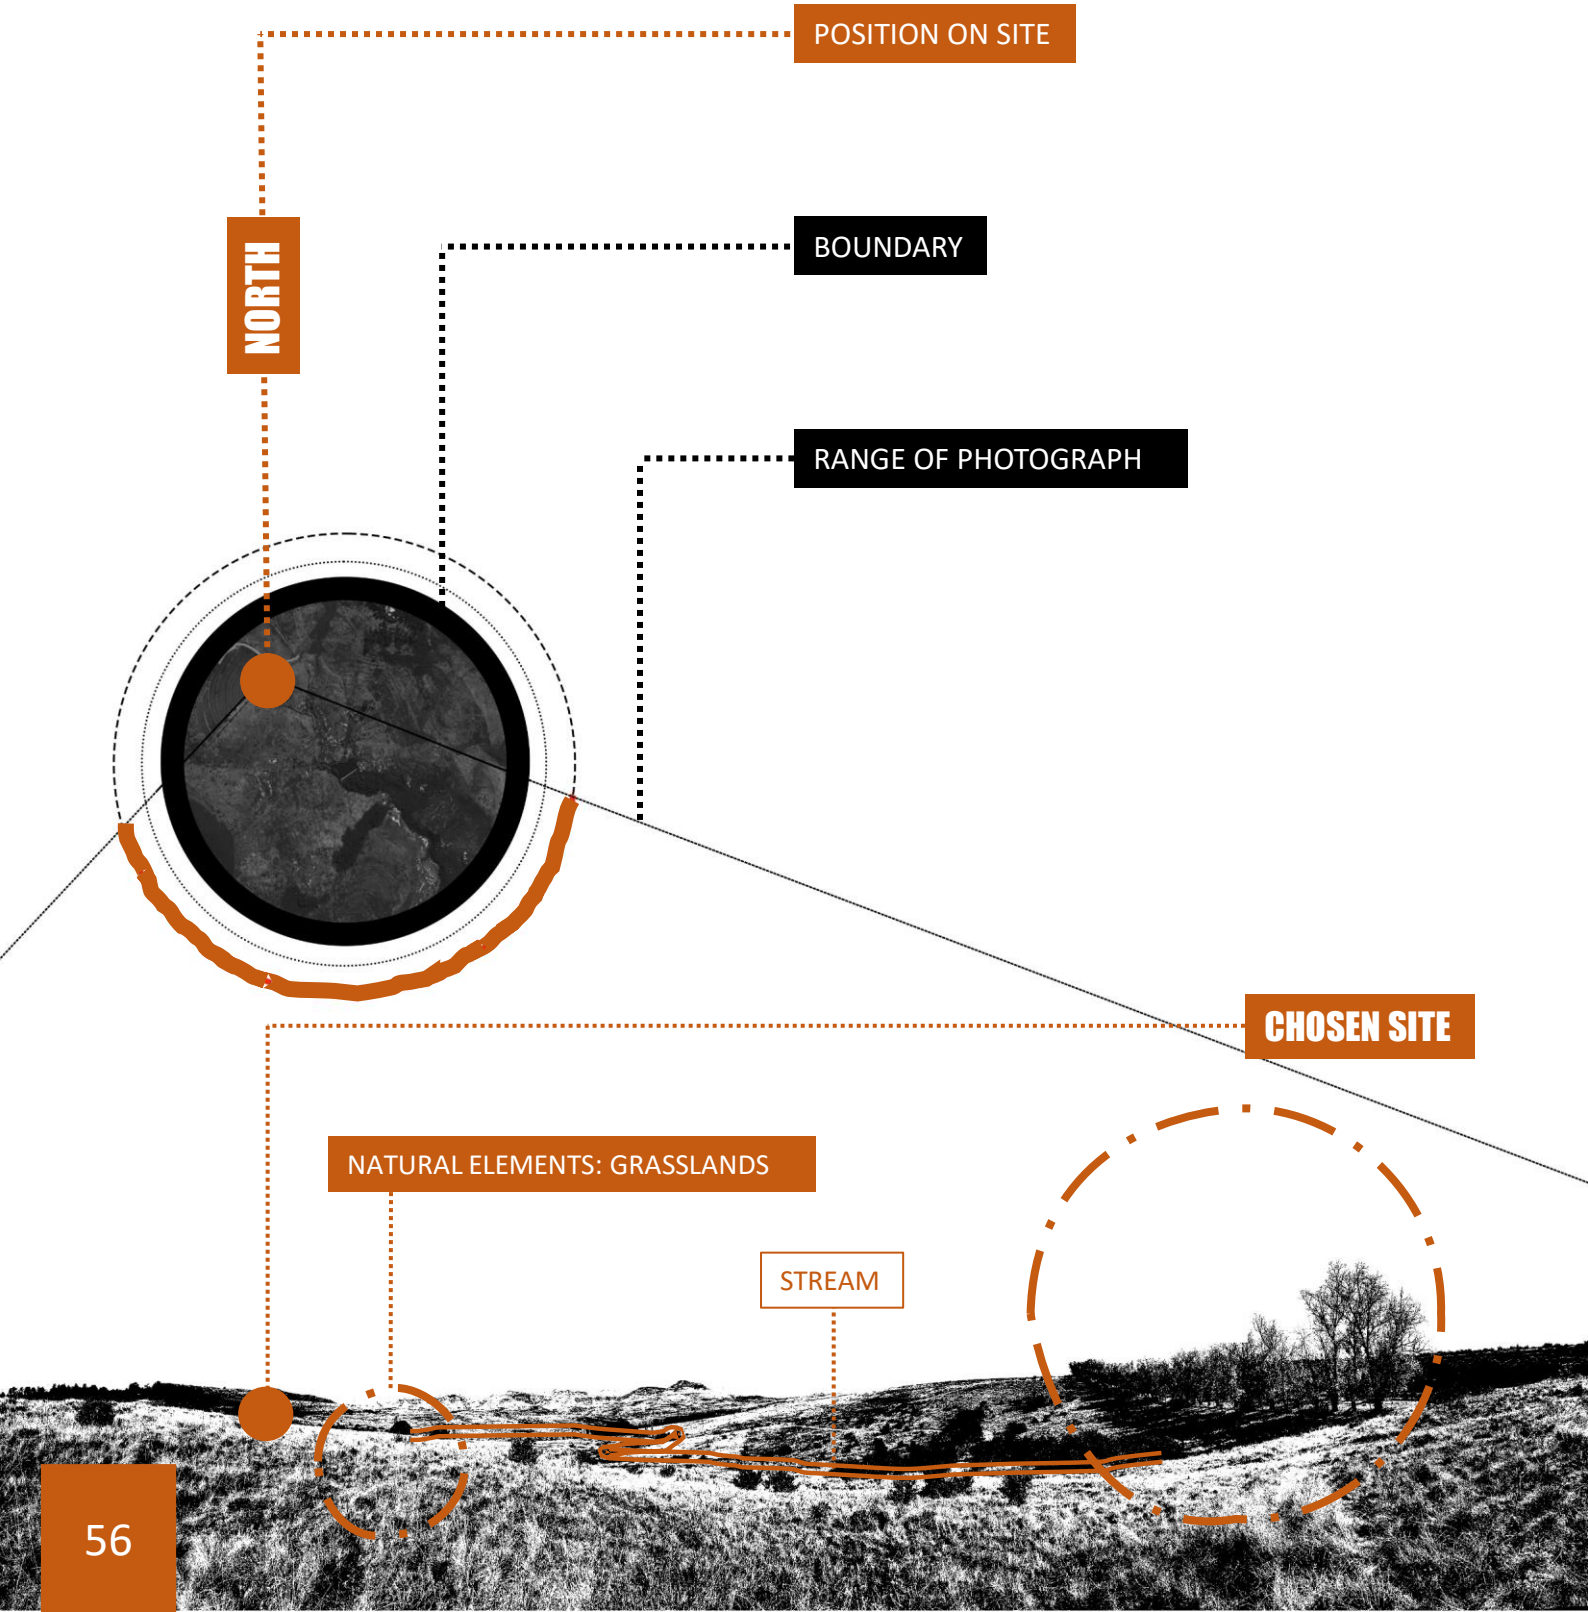 POSITION ON SITE
NORTH
BOUNDARY
RANGE OF PHOTOGRAPH
CHOSEN SITE
NATURAL ELEMENTS: GRASSLANDS
STREAM
56